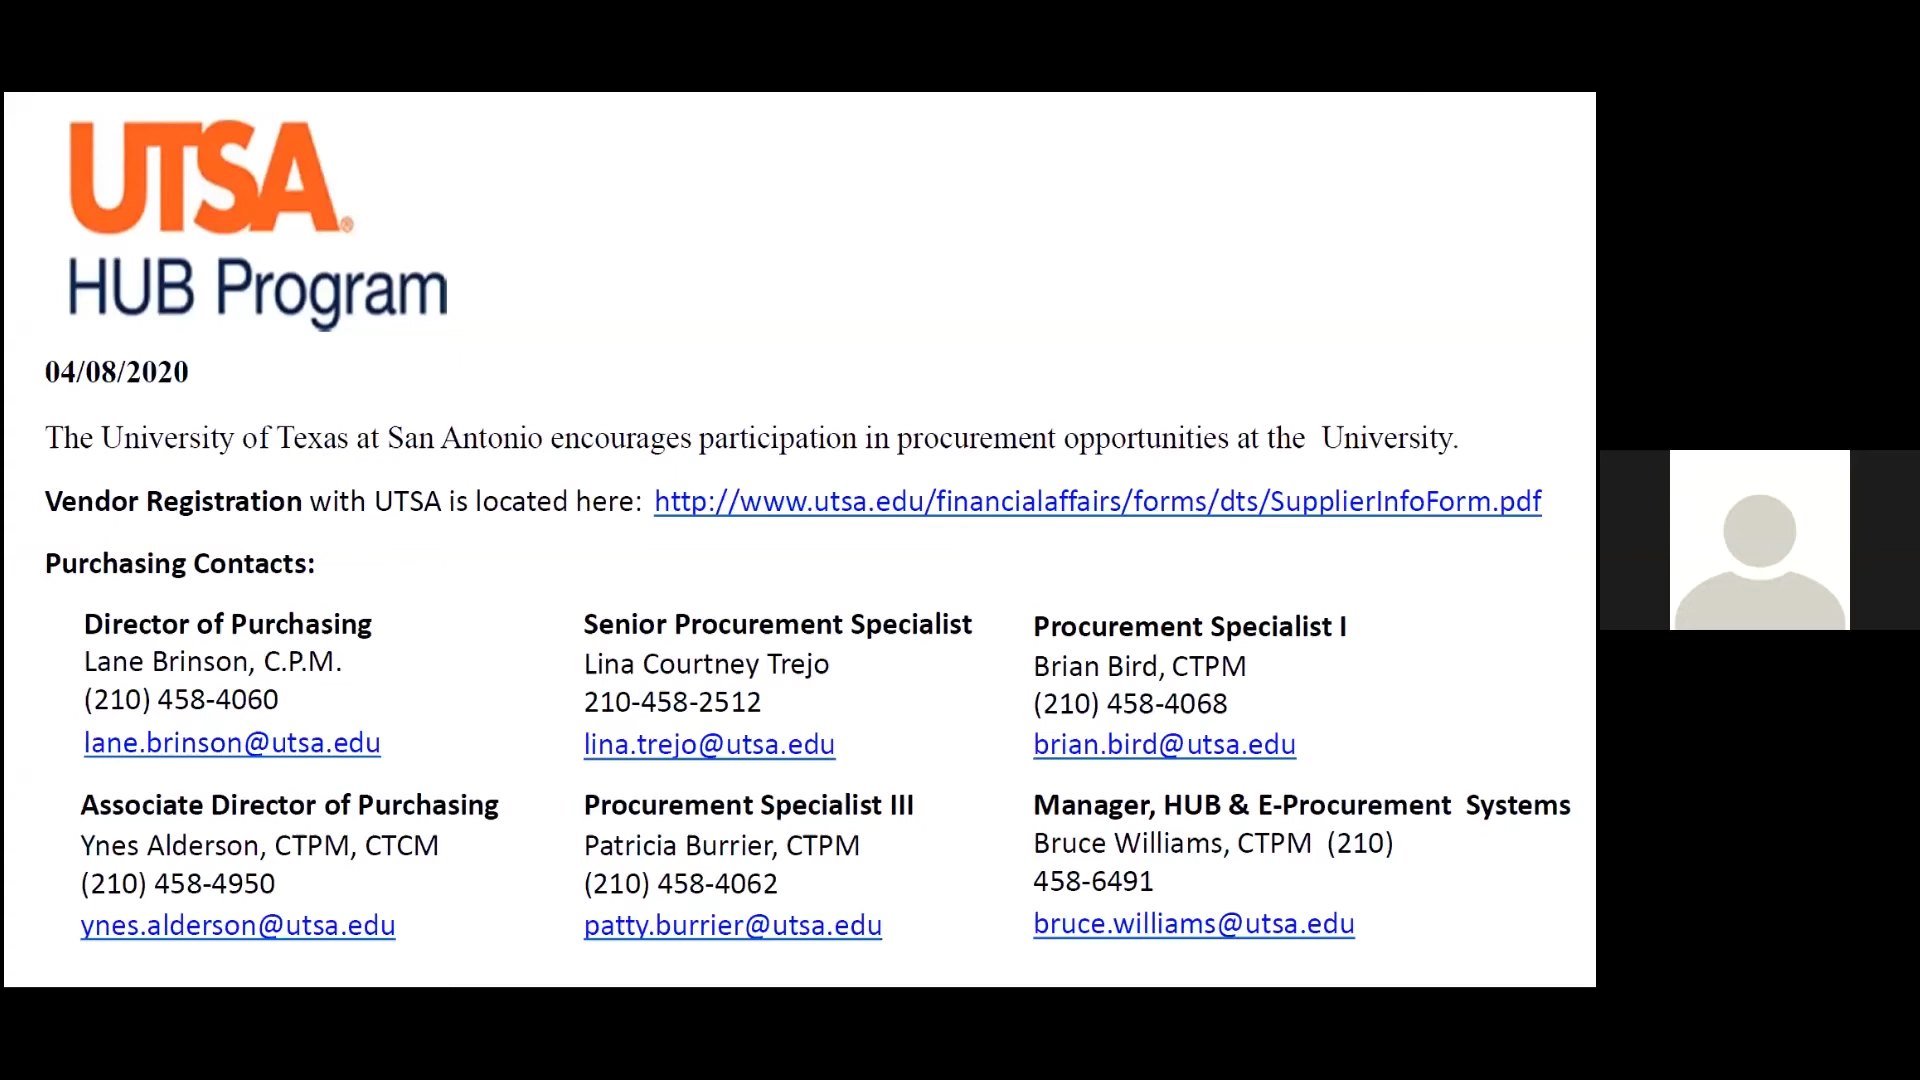 UTSA®
HUB Program
04/08/2020
The University of Texas at San Antonio encourages participation in procurement opportunities at the University.
Vendor Registration with UTSA is located here: http://www.utsa.edu/financialaffairs/forms/dts/SupplierInfoForm.pdf
Purchasing Contacts:
Director of Purchasing
Lane Brinson, C.P.M.
(210) 458-4060
lane.brinson@utsa.edu
Senior Procurement Specialist
Lina Courtney Trejo
210-458-2512
lina.trejo@utsa.edu
Procurement Specialist I
Brian Bird, CTPM
(210) 458-4068
brian.bird@utsa.edu
Associate Director of Purchasing
Ynes Alderson, CTPM, CTCM
(210) 458-4950
ynes.alderson@utsa.edu
Procurement Specialist III
Patricia Burrier, CTPM
(210) 458-4062
patty.burrier@utsa.edu
Manager, HUB & E-Procurement Systems
Bruce Williams, CTPM (210)
458-6491
bruce.williams@utsa.edu